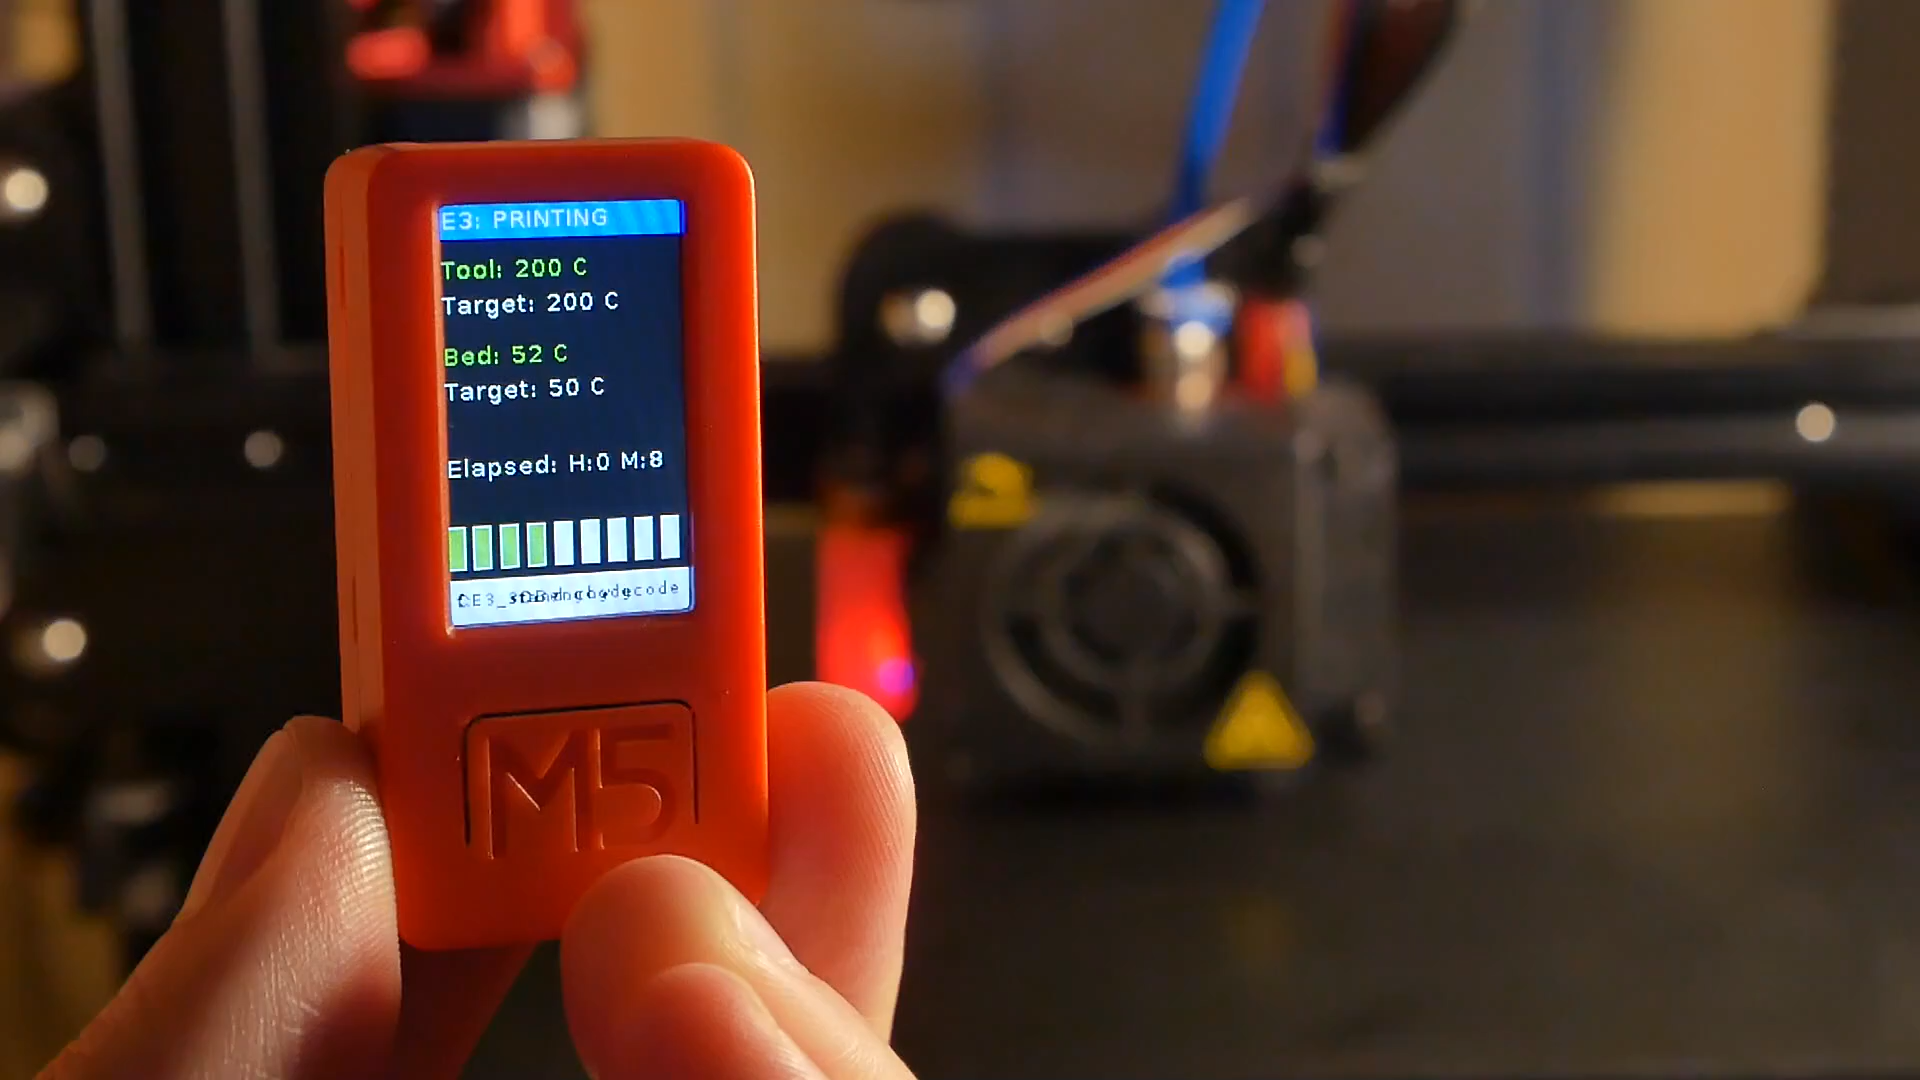 E3: PRINTING
Tool: 200 C
Target: 200 C
Bed: 52 C
Target: 50 C
Elapsed: H:0 M:8
M5